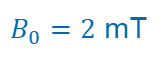 B₀ = 2 mT